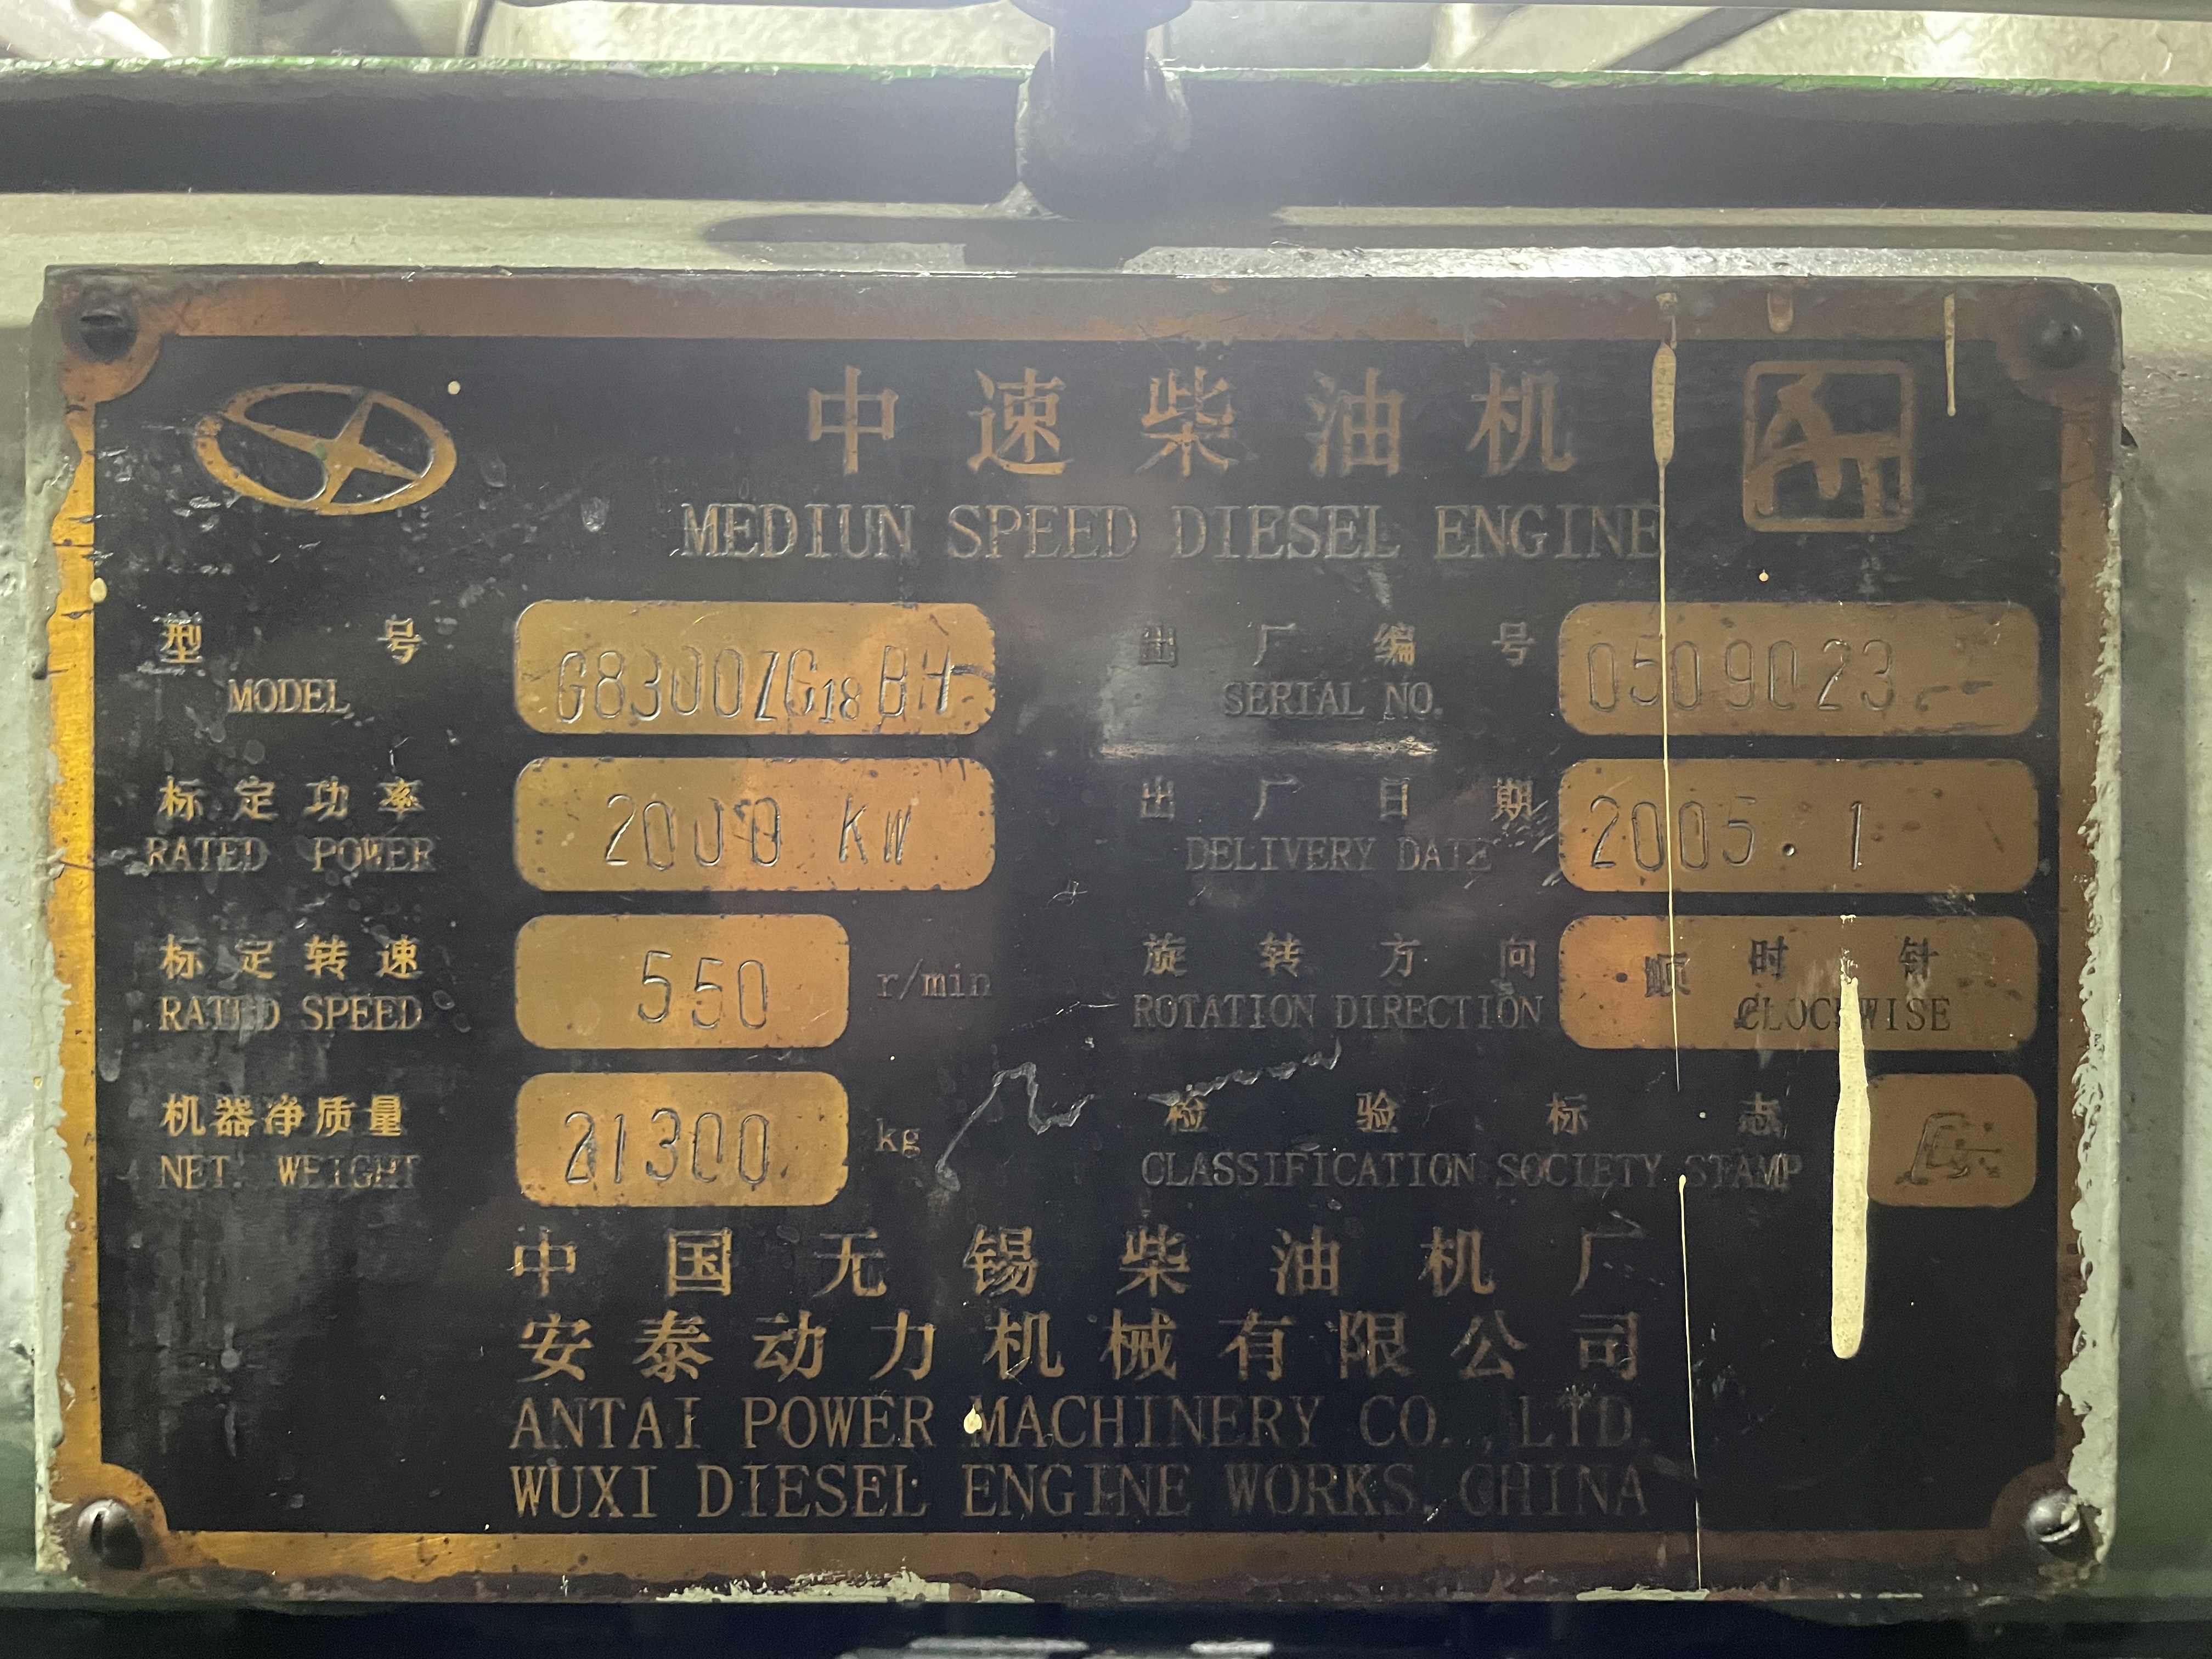 中速柴油机
MEDIUN SPEED DIESEL ENGINE
型号 G8300ZG18BH 出厂编号 0509023
MODEL SERIAL NO.
标定功率 2000 KW 出厂日期 2005.1
RATED POWER DELIVERY DATE
标定转速 550 r/min 旋转方向 顺时针
RATED SPEED ROTATION DIRECTION CLOCKWISE
机器净质量 21300 kg 检验标志
NET. WEIGHT CLASSIFICATION SOCIETY STAMP
中国无锡柴油机厂
安泰动力机械有限公司
ANTAI POWER MACHINERY CO., LTD.
WUXI DIESEL ENGINE WORKS. CHINA